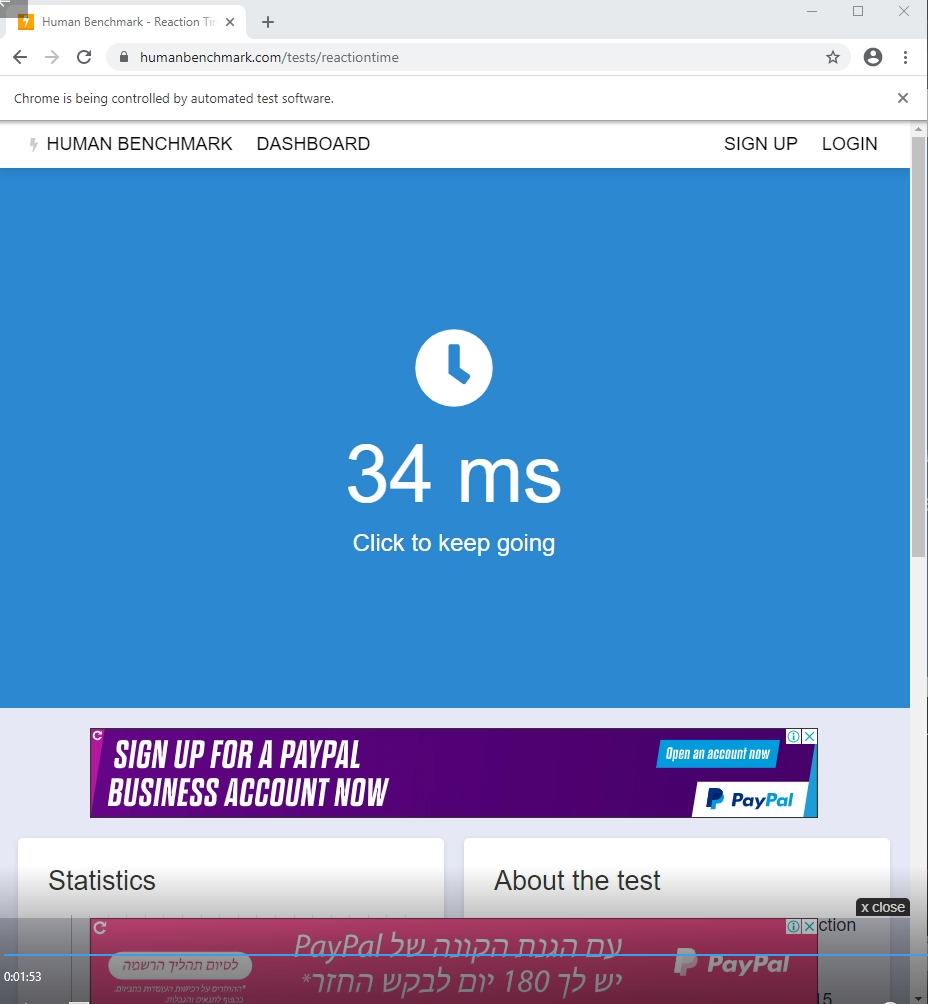 Human Benchmark - Reaction Tim
humanbenchmark.com/tests/reactiontime
Chrome is being controlled by automated test software.
HUMAN BENCHMARK DASHBOARD SIGN UP LOGIN
34 ms
Click to keep going
SIGN UP FOR A PAYPAL
BUSINESS ACCOUNT NOW
Open an account now
PayPal
Statistics
About the test
x close
ction
עם הגנת הקונה של PayPal
יש לך 180 יום לבקש החזר*
לסיום תהליך הרשמה
PayPal
0:01:53